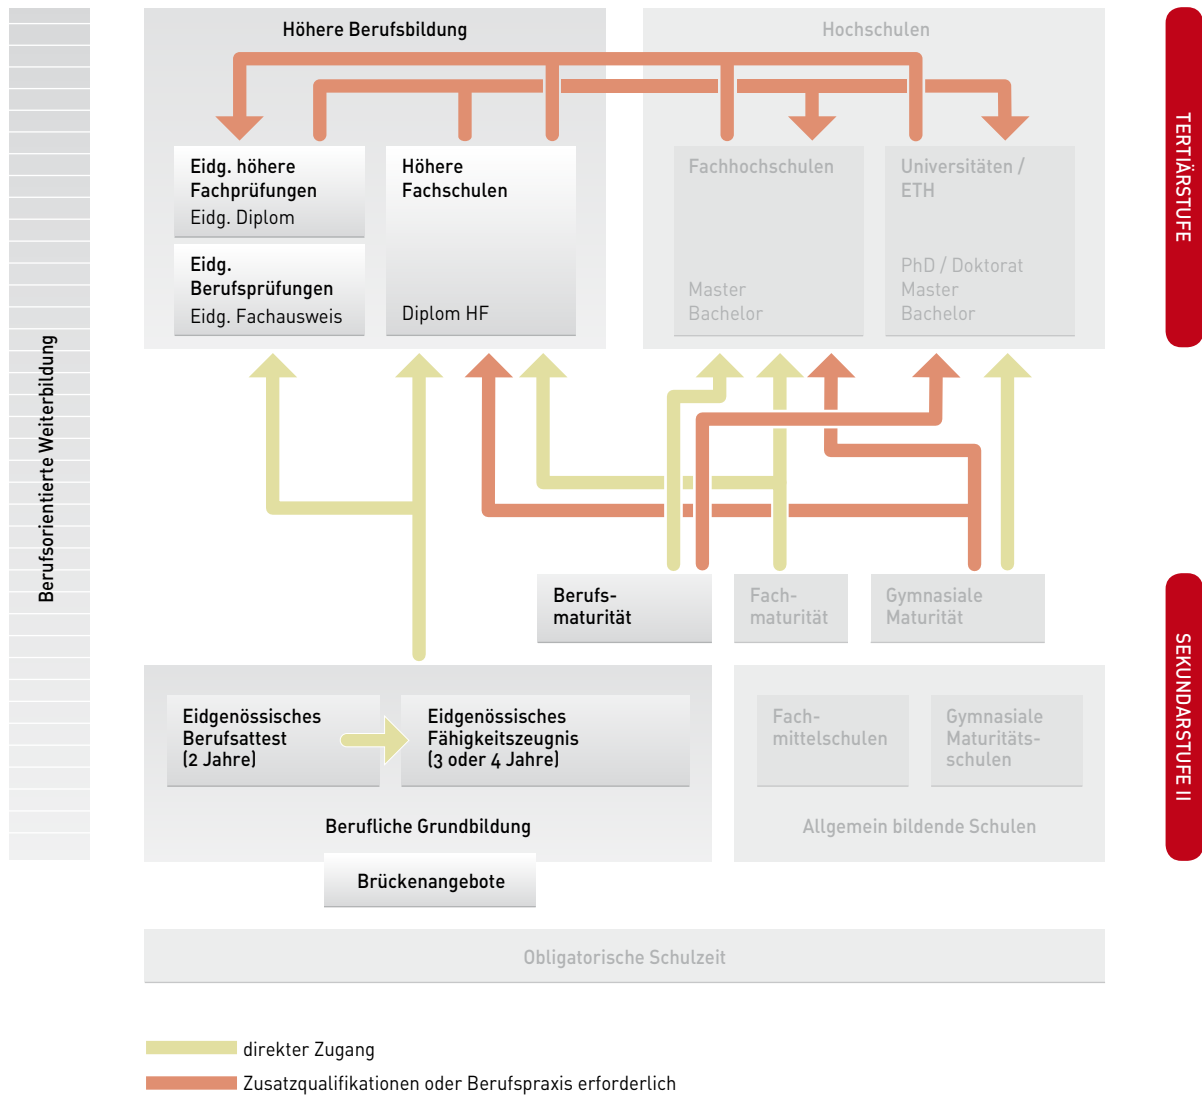 Höhere Berufsbildung
Hochschulen
Eidg. höhere
Fachprüfungen
Eidg. Diplom
Eidg.
Berufsprüfungen
Eidg. Fachausweis
Höhere
Fachschulen
Diplom HF
Fachhochschulen
Master
Bachelor
Universitäten /
ETH
PhD / Doktorat
Master
Bachelor
TERTIÄRSTUFE
Berufsorientierte Weiterbildung
Berufs-
maturität
Fach-
maturität
Gymnasiale
Maturität
Eidgenössisches
Berufsattest
(2 Jahre)
Eidgenössisches
Fähigkeitszeugnis
(3 oder 4 Jahre)
Berufliche Grundbildung
Fach-
mittelschulen
Gymnasiale
Maturitäts-
schulen
Allgemein bildende Schulen
SEKUNDARSTUFE II
Brückenangebote
Obligatorische Schulzeit
direkter Zugang
Zusatzqualifikationen oder Berufspraxis erforderlich